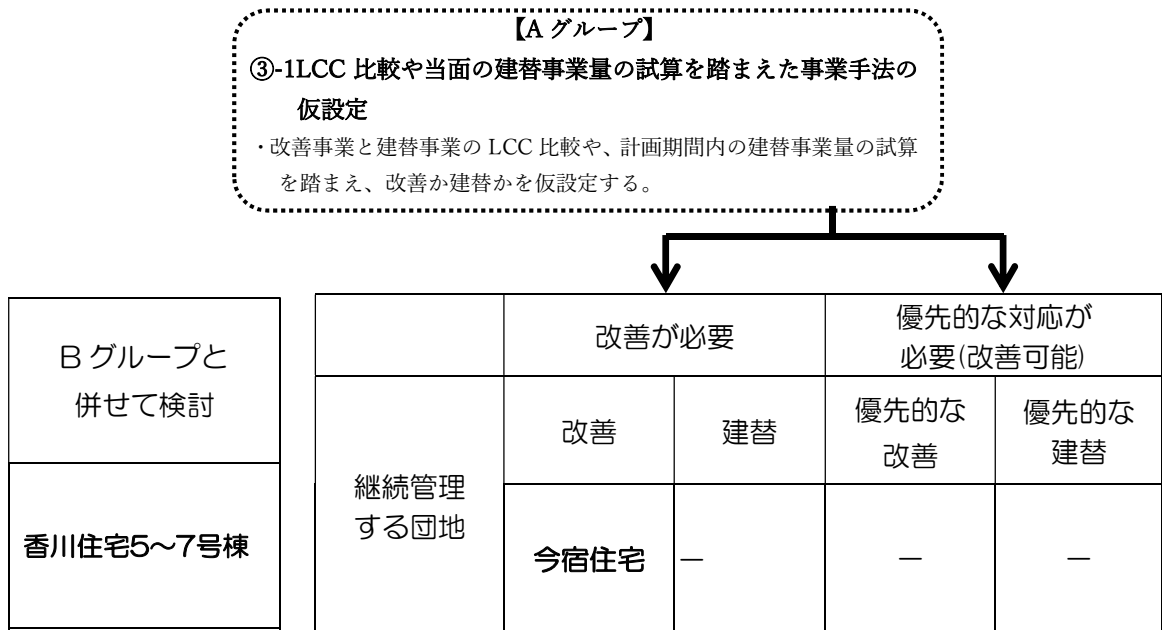 【A グループ】
③-1LCC 比較や当面の建替事業量の試算を踏まえた事業手法の
仮設定
・改善事業と建替事業の LCC 比較や、計画期間内の建替事業量の試算
を踏まえ、改善か建替かを仮設定する。
B グループと
併せて検討
香川住宅5～7号棟
改善が必要
優先的な対応が
必要(改善可能)
継続管理
する団地
改善
建替
優先的な
改善
優先的な
建替
今宿住宅
－
－
－